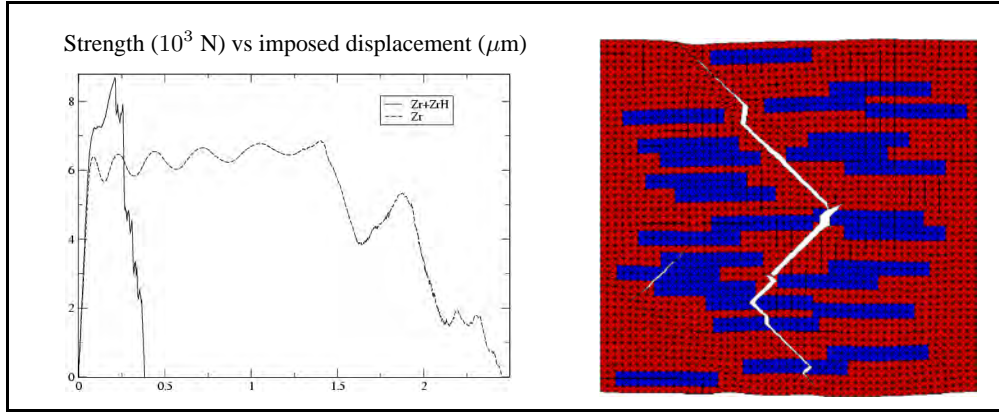 Strength (10³ N) vs imposed displacement (μm)
8
6
4
2
0
Zr+ZrH
Zr
0 0.5 1 1.5 2